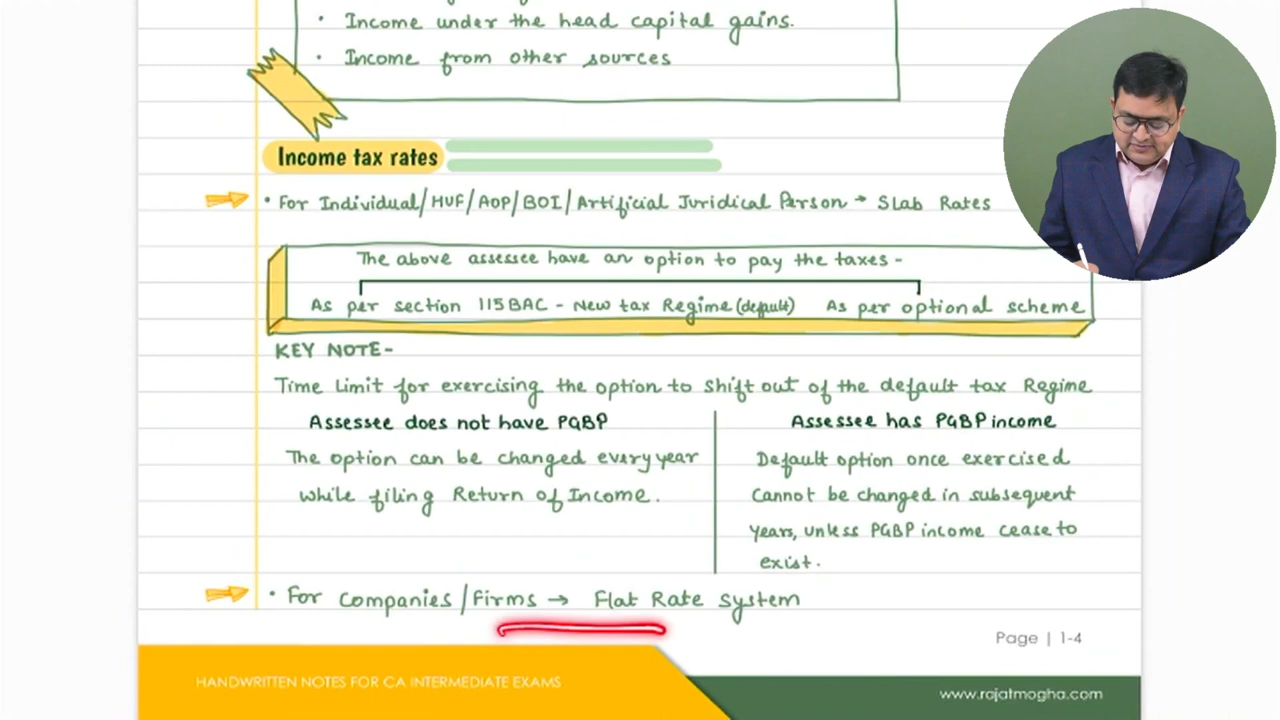 • Income under the head capital gains.
• Income from other sources
Income tax rates
• For Individual/HUF/AOP/BOI/Artificial Juridical Person → Slab Rates
The above assessee have an option to pay the taxes -
As per section 115BAC - New tax Regime (default) As per optional scheme
KEY NOTE-
Time Limit for exercising the option to shift out of the default tax Regime
Assessee does not have PGBP
The option can be changed every year
while filing Return of Income.
Assessee has PGBP income
Default option once exercised
Cannot be changed in subsequent
years, unless PGBP income cease to
exist.
• For Companies/Firms → Flat Rate system
Page | 1-4
HANDWRITTEN NOTES FOR CA INTERMEDIATE EXAMS
www.rajatmogha.com